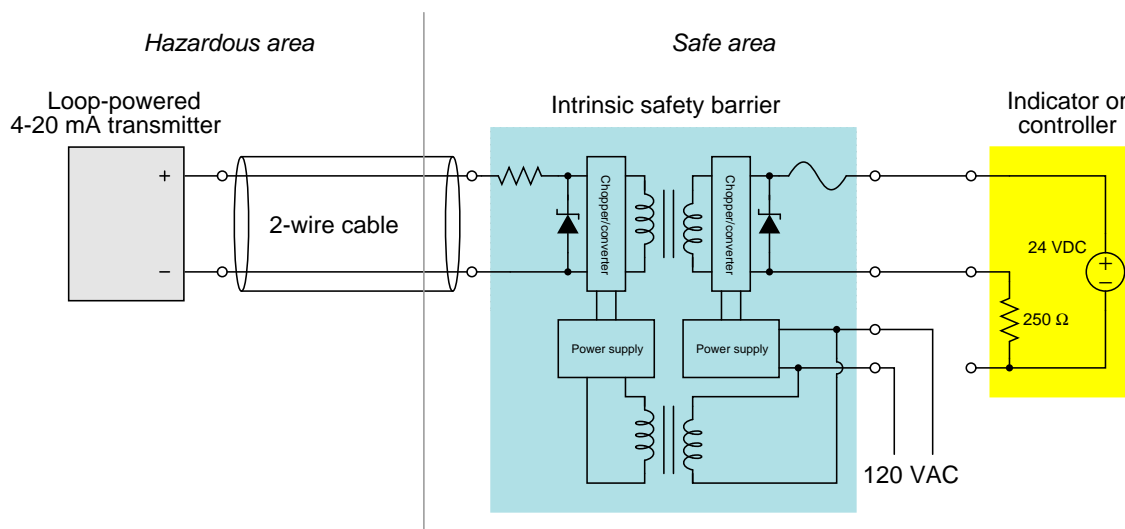 Hazardous area
Safe area
Loop-powered
4-20 mA transmitter
Intrinsic safety barrier
Indicator or
controller
+
−
2-wire cable
Chopper/converter
Chopper/converter
24 VDC
+
−
250 Ω
Power supply
Power supply
120 VAC